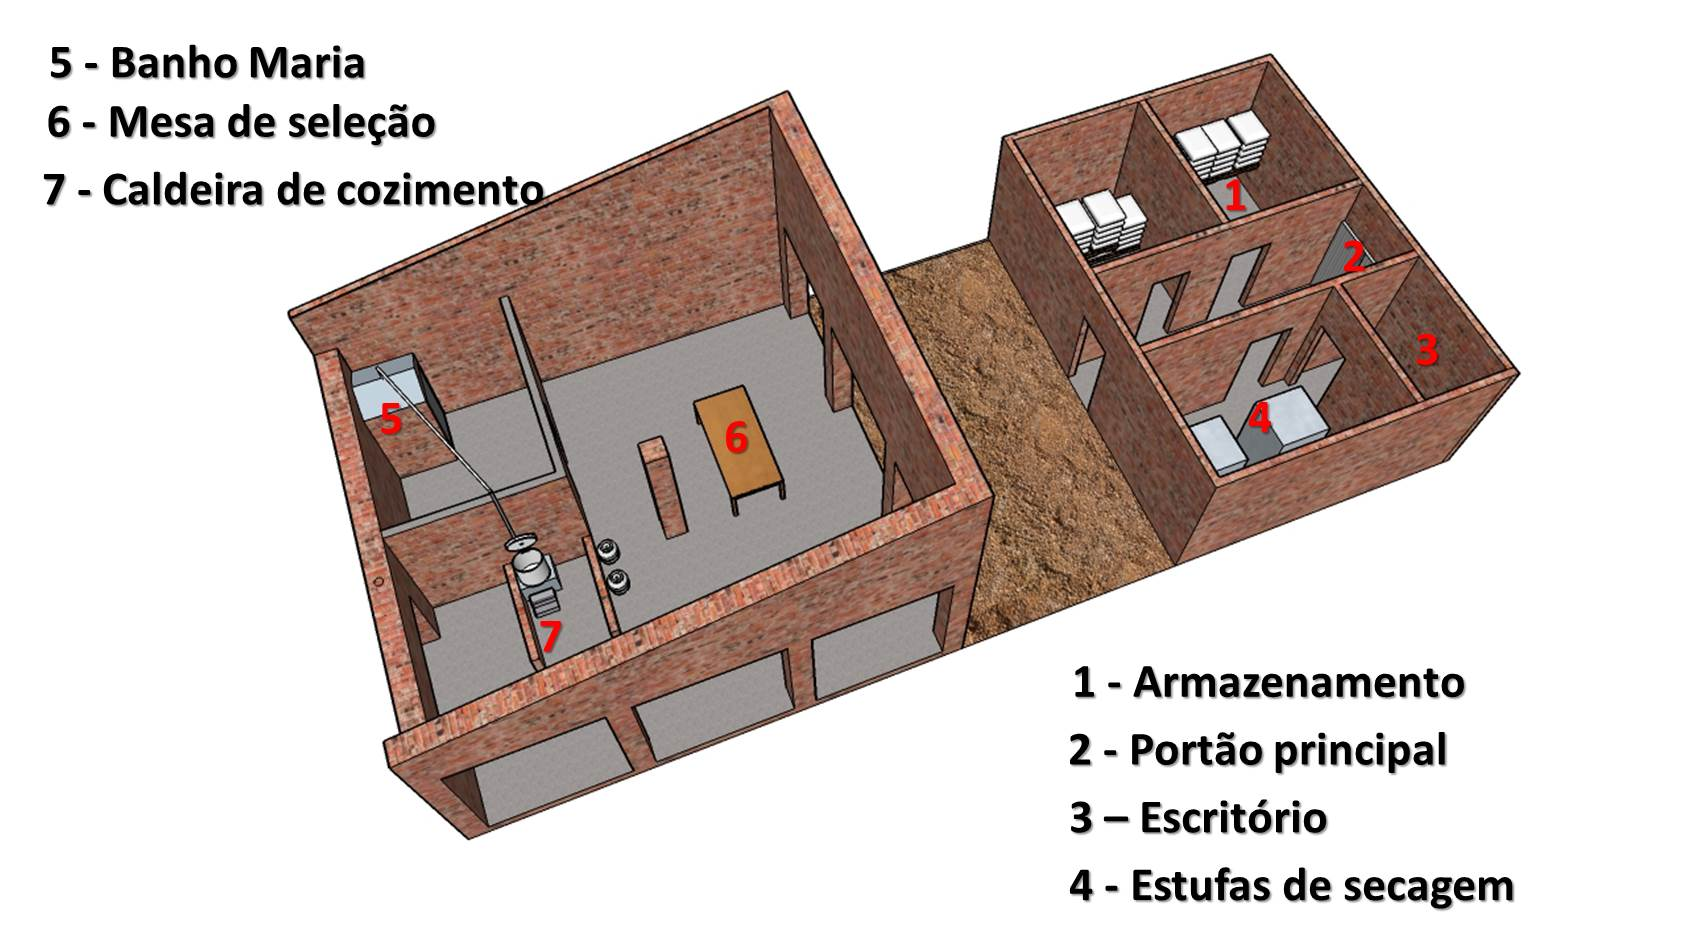 5 - Banho Maria
6 - Mesa de seleção
7 - Caldeira de cozimento
1
2
3
4
5
6
7
1 - Armazenamento
2 - Portão principal
3 – Escritório
4 - Estufas de secagem